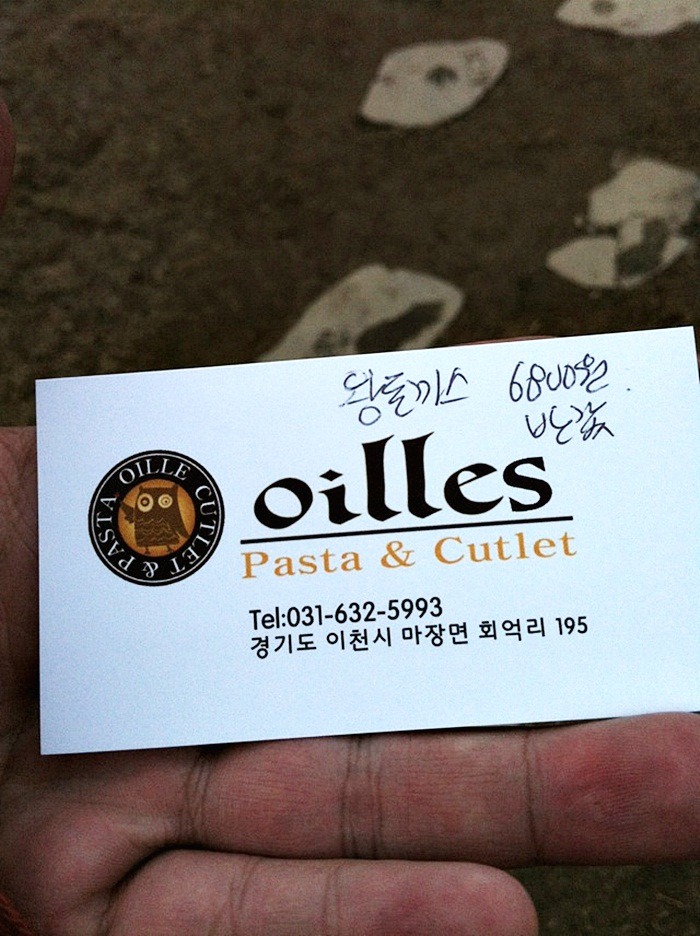 왕돈까스 6800원
반값
OILLE CUTLET & PASTA
oilles
Pasta & Cutlet
Tel:031-632-5993
경기도 이천시 마장면 회억리 195